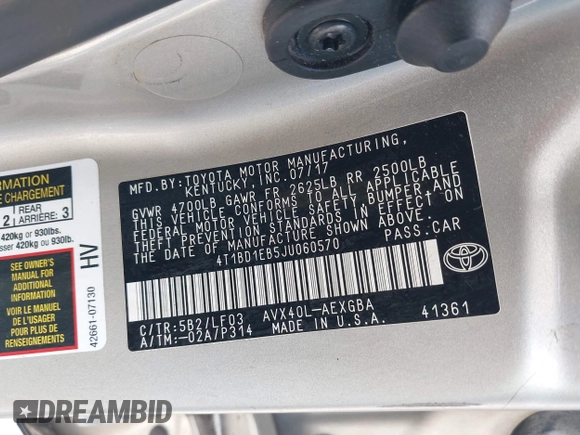 ORMATION
E CHARGEMENT
2 REAR ARRIÈRE: 3
420kg or 930lbs.
sser 420kg ou 930lb.
SEE OWNER'S
MANUAL FOR
ADDITIONAL
INFORMATION
Voir le Manuel
de L'USAGER
POUR PLUS DE
RENSEIGNEMENTS
HV
42661-07130
MFD.BY:TOYOTA MOTOR MANUFACTURING,
KENTUCKY, INC.07/17
GVWR 4700LB GAWR FR 2625LB RR 2500LB
THIS VEHICLE CONFORMS TO ALL APPLICABLE
FEDERAL MOTOR VEHICLE SAFETY,BUMPER,AND
THEFT PREVENTION STANDARDS IN EFFECT ON
THE DATE OF MANUFACTURE SHOWN ABOVE.
4T1BD1EB5JU060570 PASS.CAR
C/TR:5B2/LF03 AVX40L-AEXGBA
A/TM:-02A/P314 MADE IN U.S.A. 41361
DREAMBID